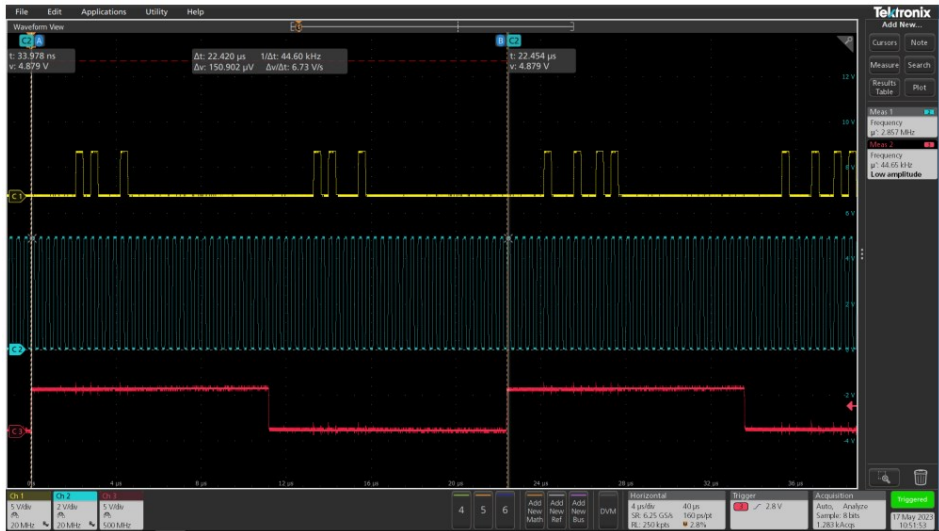 File Edit Applications Utility Help
Tektronix
Waveform View
Add New...
C2 A
B C2
t: 33.978 ns
v: 4.879 V
Δt: 22.420 µs 1/Δt: 44.60 kHz
Δv: 150.902 µV Δv/Δt: 6.73 V/s
t: 22.454 µs
v: 4.879 V
Cursors Note
Measure Search
Results Table Plot
12 V
10 V
8 V
6 V
4 V
2 V
0 V
-2 V
-4 V
C1
C2
C3
Meas 1
Frequency
µ': 2.857 MHz
Meas 2
Frequency
µ': 44.65 kHz
Low amplitude
0 s 4 µs 8 µs 12 µs 16 µs 20 µs 24 µs 28 µs 32 µs 36 µs
Ch 1
5 V/div
20 MHz
Ch 2
2 V/div
20 MHz
Ch 3
5 V/div
500 MHz
4 5 6
Add New Math
Add New Ref
Add New Bus
DVM
Horizontal
4 µs/div 40 µs
SR: 6.25 GS/s 160 ps/pt
RL: 250 kpts 2.8%
Trigger
3 2.8 V
Acquisition
Auto, Analyze
Sample: 8 bits
1.283 kAcqs
Triggered
17 May 2023
10:51:53